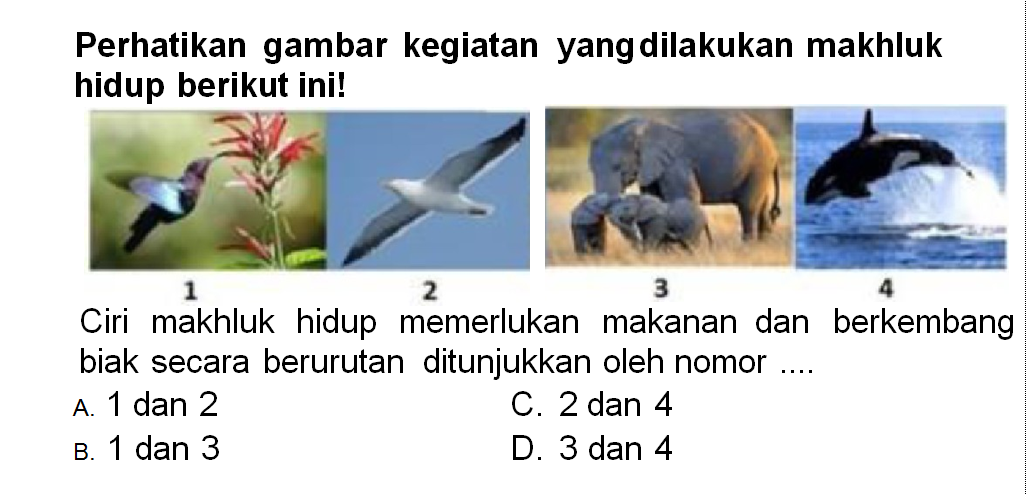 Perhatikan gambar kegiatan yang dilakukan makhluk
hidup berikut ini!
1 2 3 4
Ciri makhluk hidup memerlukan makanan dan berkembang
biak secara berurutan ditunjukkan oleh nomor ....
A. 1 dan 2 C. 2 dan 4
B. 1 dan 3 D. 3 dan 4